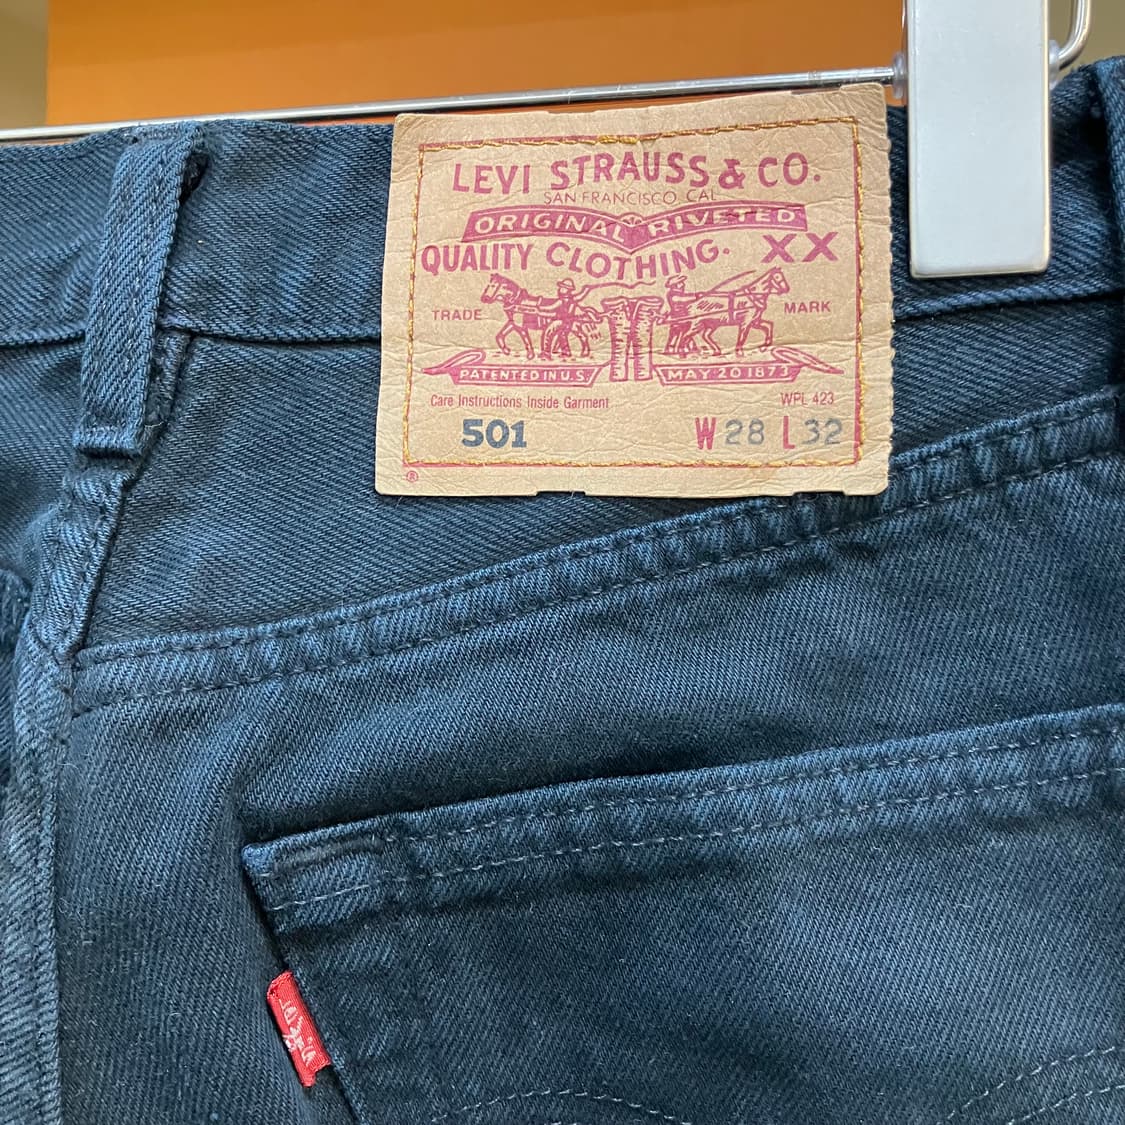 LEVI STRAUSS & CO.
SAN FRANCISCO CAL
ORIGINAL RIVETED
QUALITY CLOTHING. XX
TRADE MARK
PATENTED IN U.S. MAY 20 1873
Care Instructions Inside Garment WPL 423
501 W 28 L 32
®